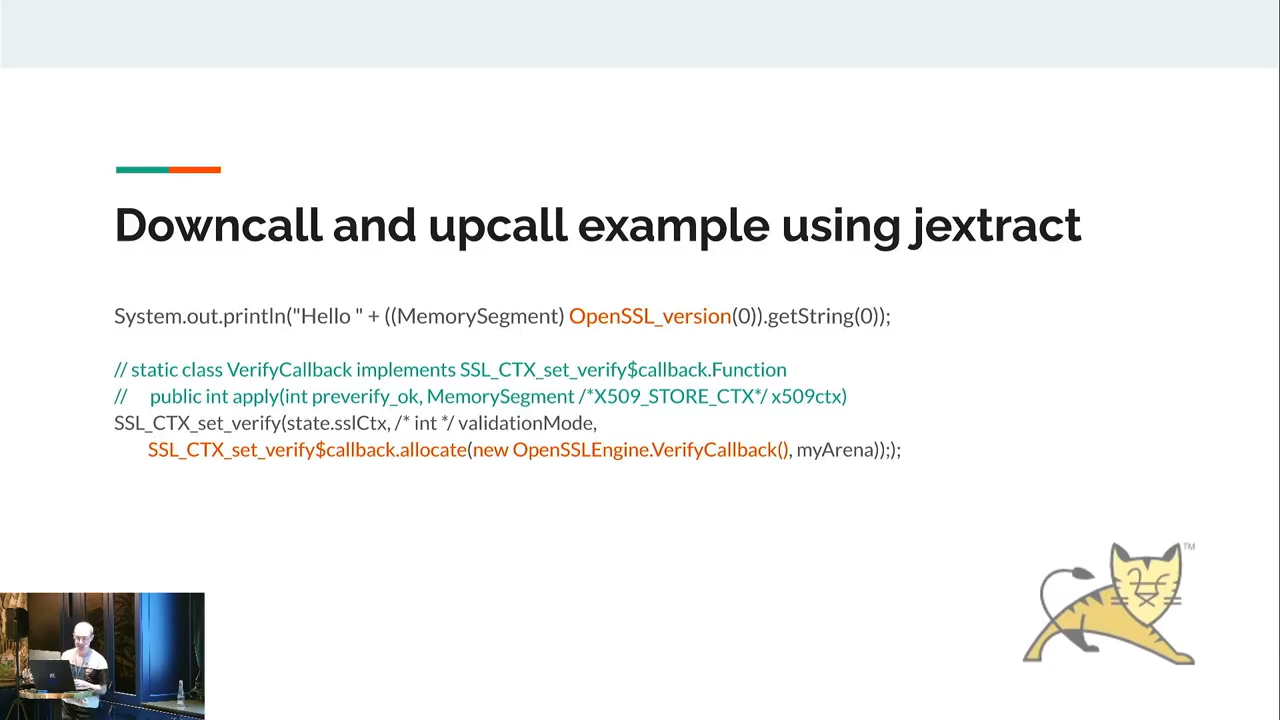 Downcall and upcall example using jextract
System.out.println("Hello " + ((MemorySegment) OpenSSL_version(0)).getString(0));
// static class VerifyCallback implements SSL_CTX_set_verify$callback.Function
// public int apply(int preverify_ok, MemorySegment /*X509_STORE_CTX*/ x509ctx)
SSL_CTX_set_verify(state.sslCtx, /* int */ validationMode,
SSL_CTX_set_verify$callback.allocate(new OpenSSLEngine.VerifyCallback(), myArena)););
TM